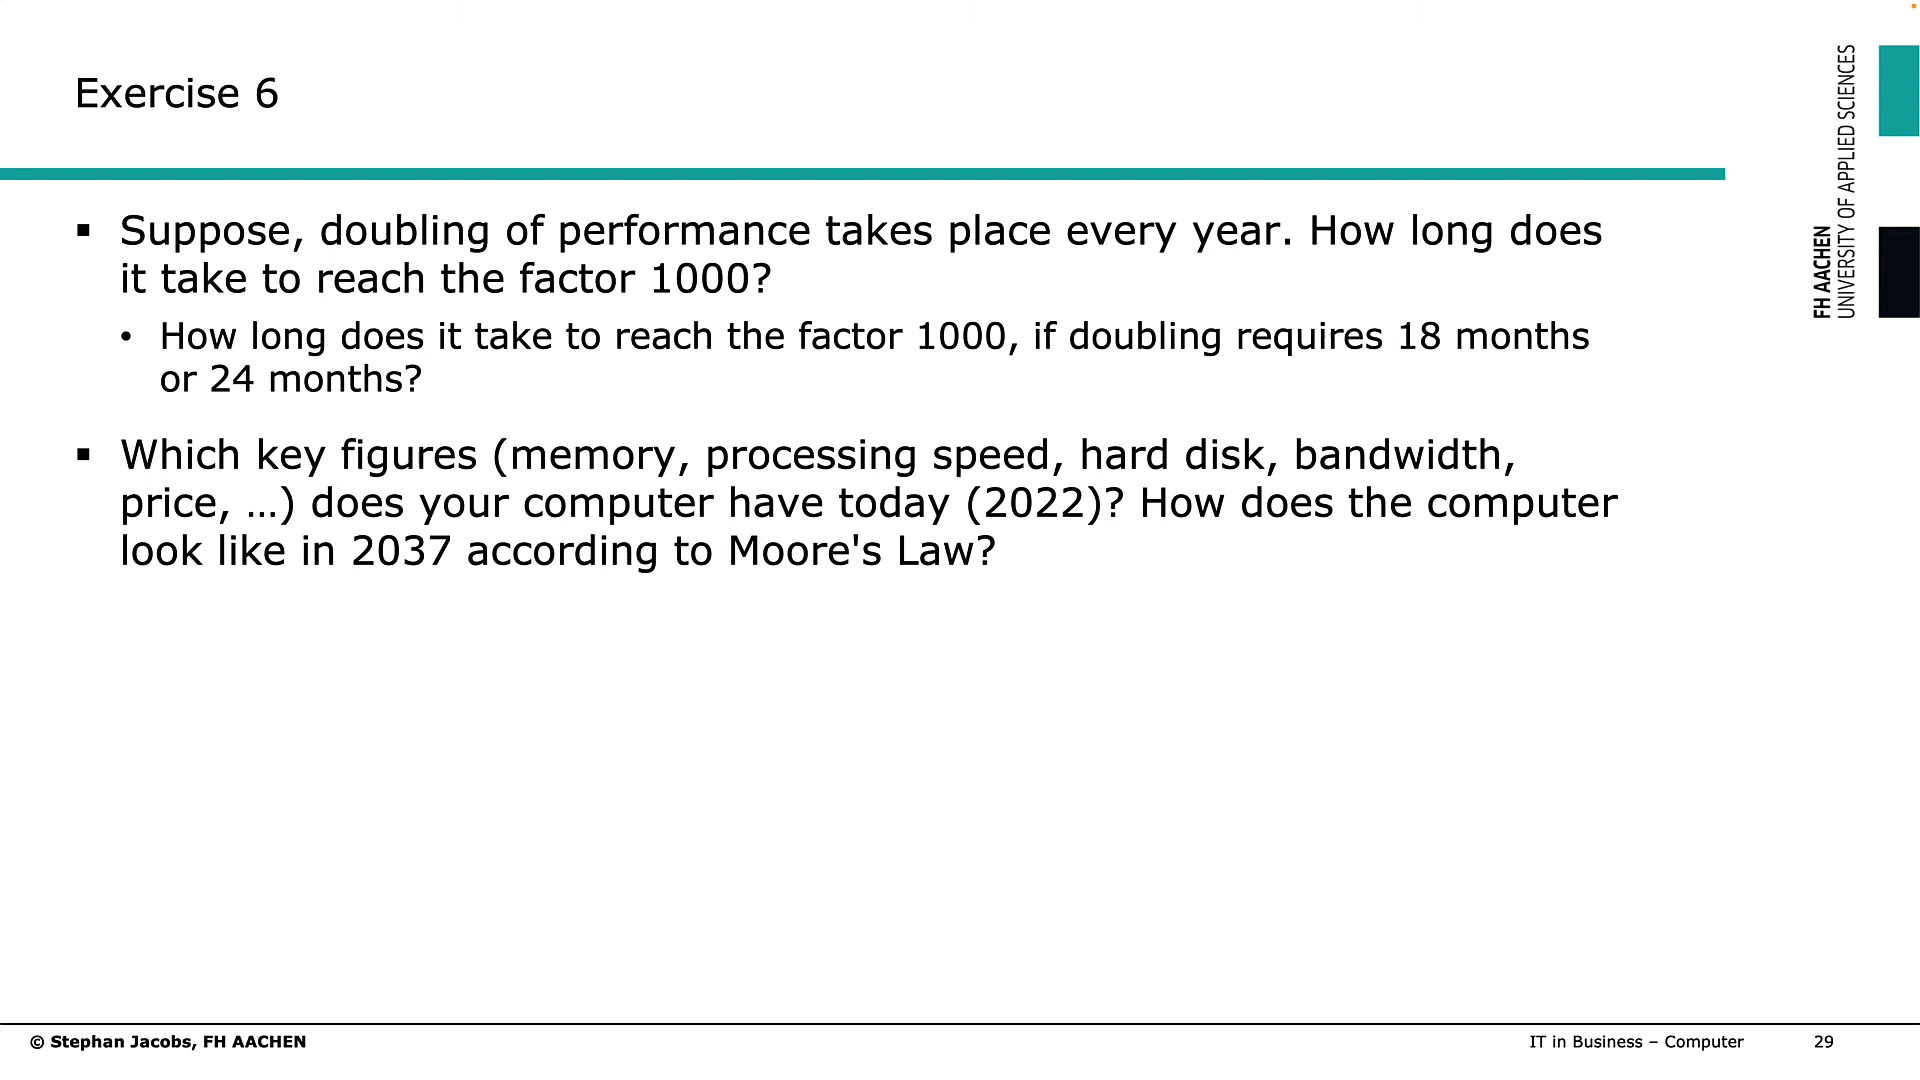 Exercise 6
FH AACHEN
UNIVERSITY OF APPLIED SCIENCES
▪ Suppose, doubling of performance takes place every year. How long does
it take to reach the factor 1000?
• How long does it take to reach the factor 1000, if doubling requires 18 months
or 24 months?
▪ Which key figures (memory, processing speed, hard disk, bandwidth,
price, …) does your computer have today (2022)? How does the computer
look like in 2037 according to Moore's Law?
© Stephan Jacobs, FH AACHEN
IT in Business – Computer
29